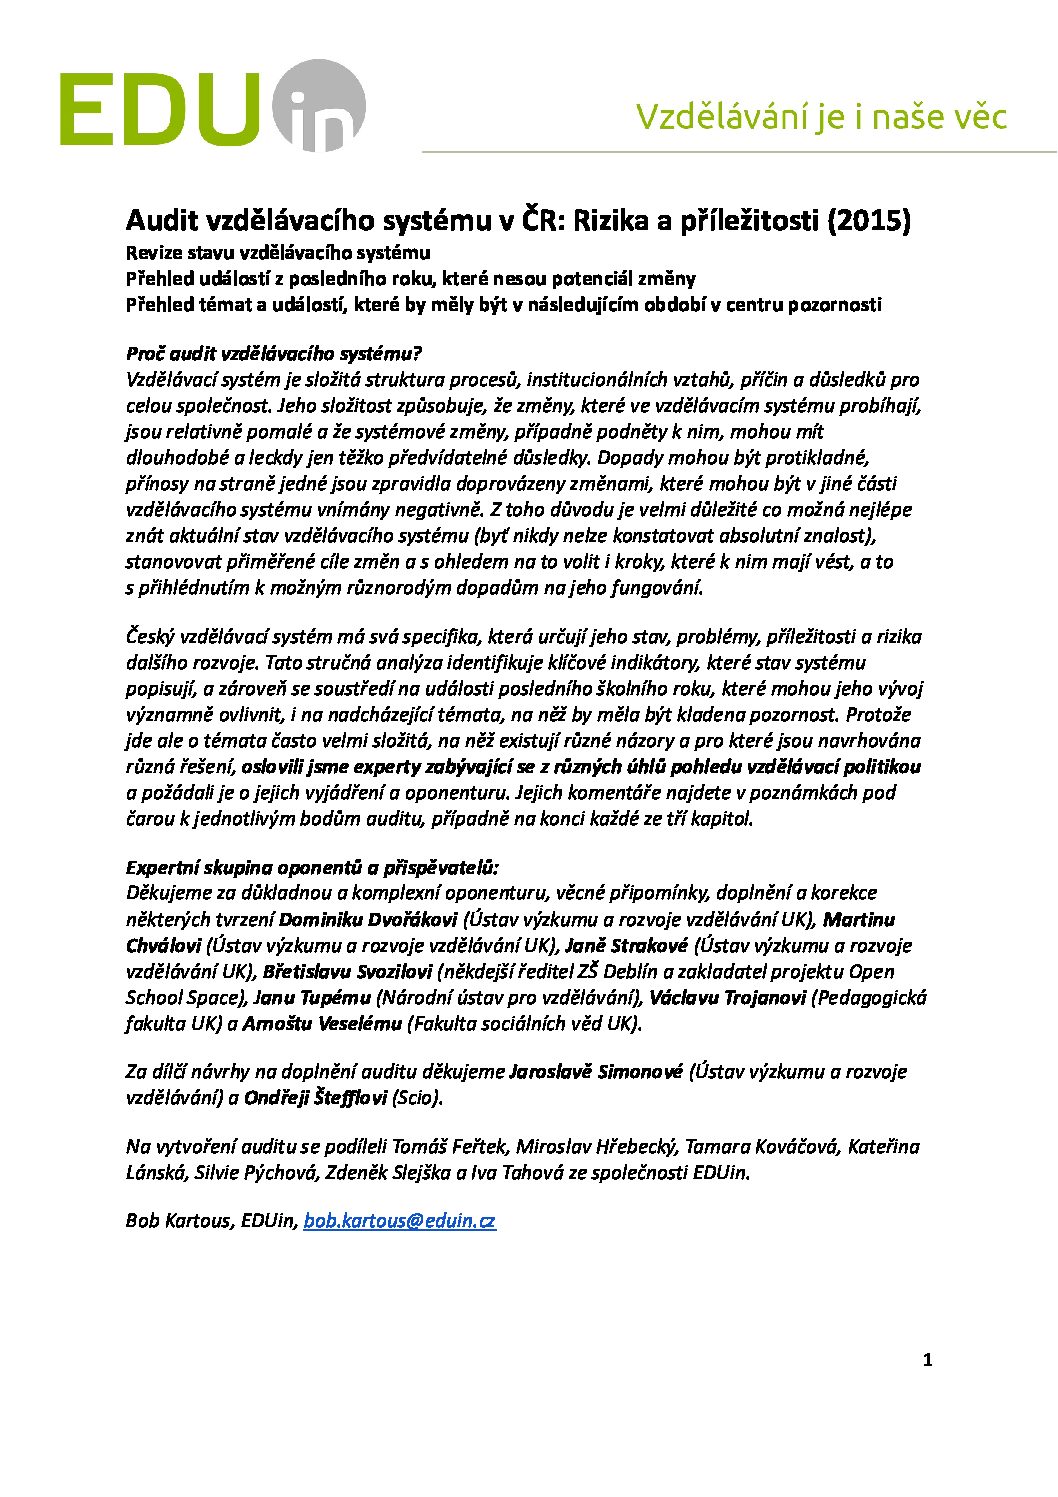 EDUin
Vzdělávání je i naše věc
Audit vzdělávacího systému v ČR: Rizika a příležitosti (2015)
Revize stavu vzdělávacího systému
Přehled událostí z posledního roku, které nesou potenciál změny
Přehled témat a událostí, které by měly být v následujícím období v centru pozornosti
Proč audit vzdělávacího systému?
Vzdělávací systém je složitá struktura procesů, institucionálních vztahů, příčin a důsledků pro
celou společnost. Jeho složitost způsobuje, že změny, které ve vzdělávacím systému probíhají,
jsou relativně pomalé a že systémové změny, případně podněty k nim, mohou mít
dlouhodobé a leckdy jen těžko předvídatelné důsledky. Dopady mohou být protikladné,
přínosy na straně jedné jsou zpravidla doprovázeny změnami, které mohou být v jiné části
vzdělávacího systému vnímány negativně. Z toho důvodu je velmi důležité co možná nejlépe
znát aktuální stav vzdělávacího systému (byť nikdy nelze konstatovat absolutní znalost),
stanovovat přiměřené cíle změn a s ohledem na to volit i kroky, které k nim mají vést, a to
s přihlédnutím k možným různorodým dopadům na jeho fungování.
Český vzdělávací systém má svá specifika, která určují jeho stav, problémy, příležitosti a rizika
dalšího rozvoje. Tato stručná analýza identifikuje klíčové indikátory, které stav systému
popisují, a zároveň se soustředí na události posledního školního roku, které mohou jeho vývoj
významně ovlivnit, i na nadcházející témata, na něž by měla být kladena pozornost. Protože
jde ale o témata často velmi složitá, na něž existují různé názory a pro které jsou navrhována
různá řešení, oslovili jsme experty zabývající se z různých úhlů pohledu vzdělávací politikou
a požádali je o jejich vyjádření a oponenturu. Jejich komentáře najdete v poznámkách pod
čarou k jednotlivým bodům auditu, případně na konci každé ze tří kapitol.
Expertní skupina oponentů a přispěvatelů:
Děkujeme za důkladnou a komplexní oponenturu, věcné připomínky, doplnění a korekce
některých tvrzení Dominiku Dvořákovi (Ústav výzkumu a rozvoje vzdělávání UK), Martinu
Chválovi (Ústav výzkumu a rozvoje vzdělávání UK), Janě Strakové (Ústav výzkumu a rozvoje
vzdělávání UK), Břetislavu Svozilovi (někdejší ředitel ZŠ Deblín a zakladatel projektu Open
School Space), Janu Tupému (Národní ústav pro vzdělávání), Václavu Trojanovi (Pedagogická
fakulta UK) a Arnoštu Veselému (Fakulta sociálních věd UK).
Za dílčí návrhy na doplnění auditu děkujeme Jaroslavě Simonové (Ústav výzkumu a rozvoje
vzdělávání) a Ondřeji Štefflovi (Scio).
Na vytvoření auditu se podíleli Tomáš Feřtek, Miroslav Hřebecký, Tamara Kováčová, Kateřina
Lánská, Silvie Pýchová, Zdeněk Slejška a Iva Tahová ze společnosti EDUin.
Bob Kartous, EDUin, bob.kartous@eduin.cz
1